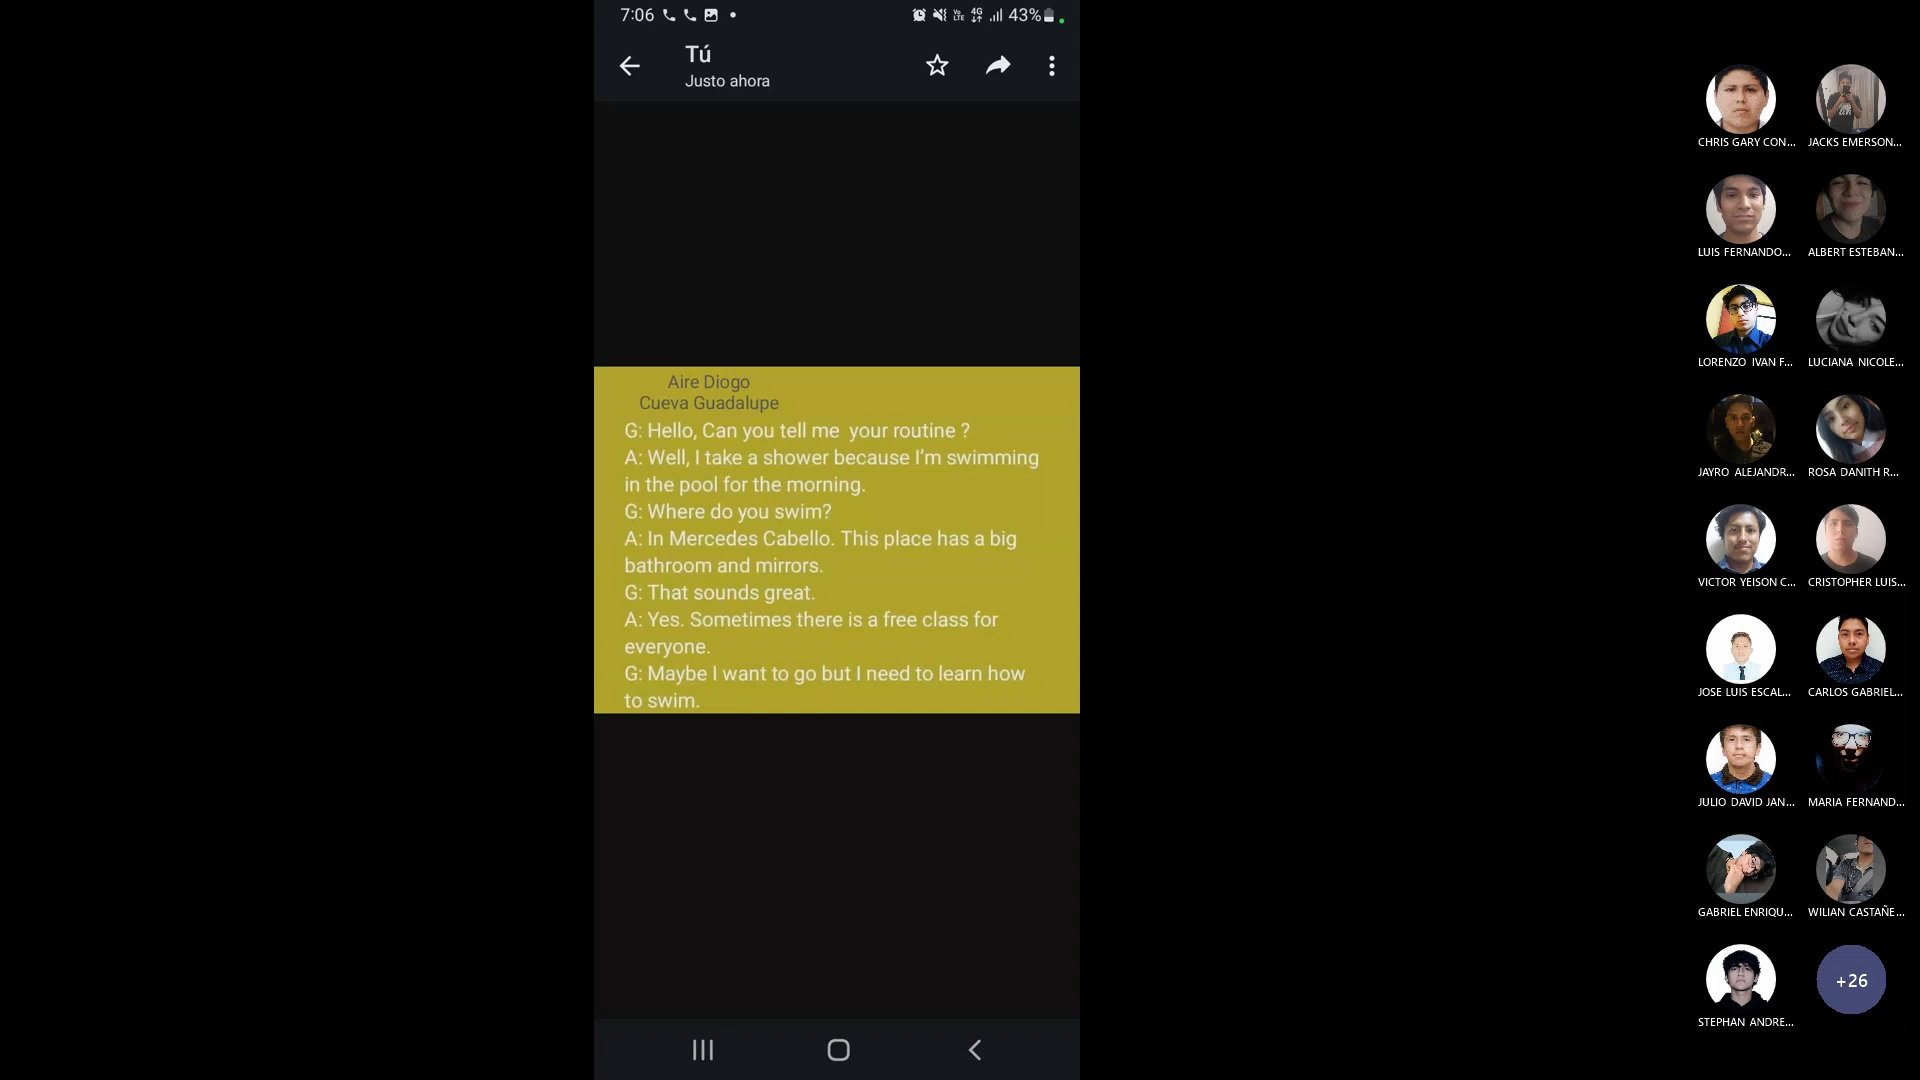 7:06
Vo LTE 4G 43%
Tú
Justo ahora
Aire Diogo
Cueva Guadalupe
G: Hello, Can you tell me  your routine ?
A: Well, I take a shower because I'm swimming
in the pool for the morning.
G: Where do you swim?
A: In Mercedes Cabello. This place has a big
bathroom and mirrors.
G: That sounds great.
A: Yes. Sometimes there is a free class for
everyone.
G: Maybe I want to go but I need to learn how
to swim.
CHRIS GARY CON... JACKS EMERSON...
LUIS FERNANDO... ALBERT ESTEBAN...
LORENZO IVAN F... LUCIANA NICOLE...
JAYRO ALEJANDR... ROSA DANITH R...
VICTOR YEISON C... CRISTOPHER LUIS...
JOSE LUIS ESCAL... CARLOS GABRIEL...
JULIO DAVID JAN... MARIA FERNAND...
GABRIEL ENRIQU... WILIAN CASTAÑE...
+26
STEPHAN ANDRE...